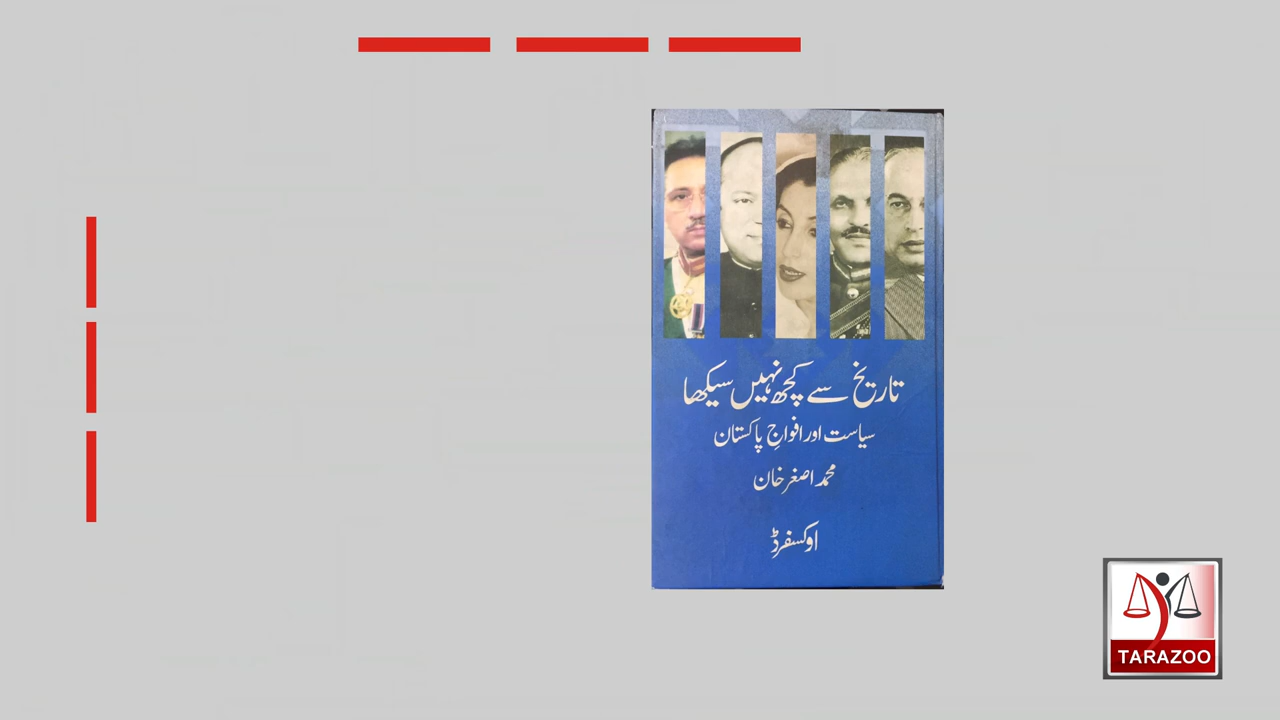 تاریخ سے کچھ نہیں سیکھا
سیاست اور افواجِ پاکستان
محمد اصغر خان
اوکسفرڈ
TARAZOO